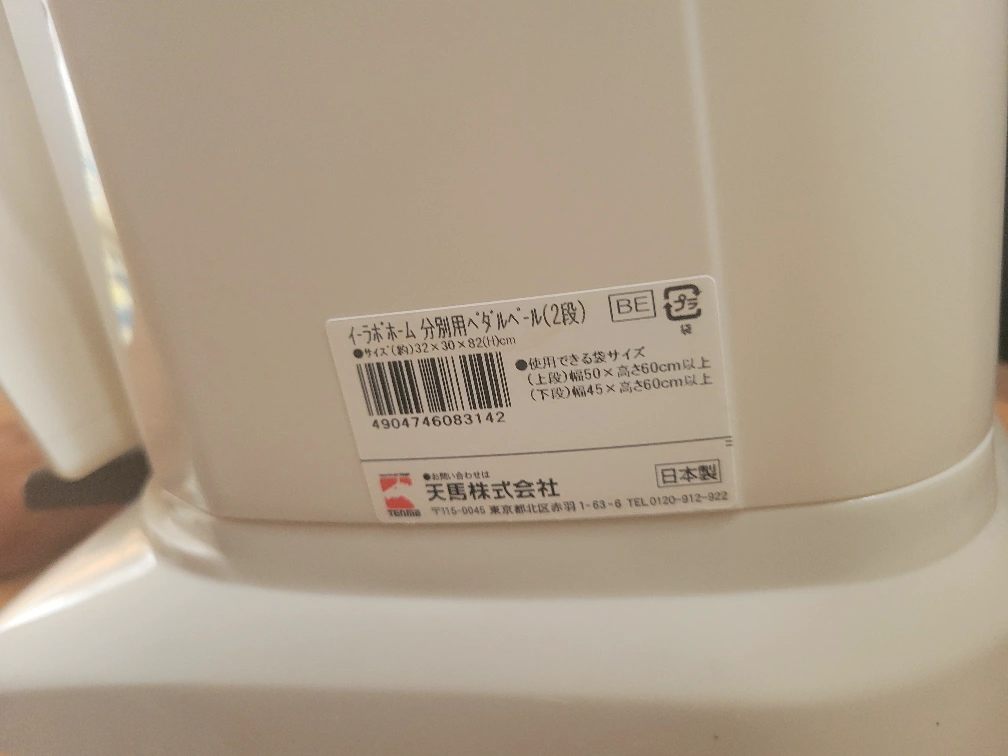 イーラボホーム 分別用ペダルペール(2段)
BE
プラ
袋
●サイズ(約)32×30×82(H)cm
●使用できる袋サイズ
(上段)幅50×高さ60cm以上
(下段)幅45×高さ60cm以上
4904746083142
●お問い合わせは
天馬株式会社
日本製
Tenma
〒115-0045 東京都北区赤羽1-63-6 TEL0120-912-922